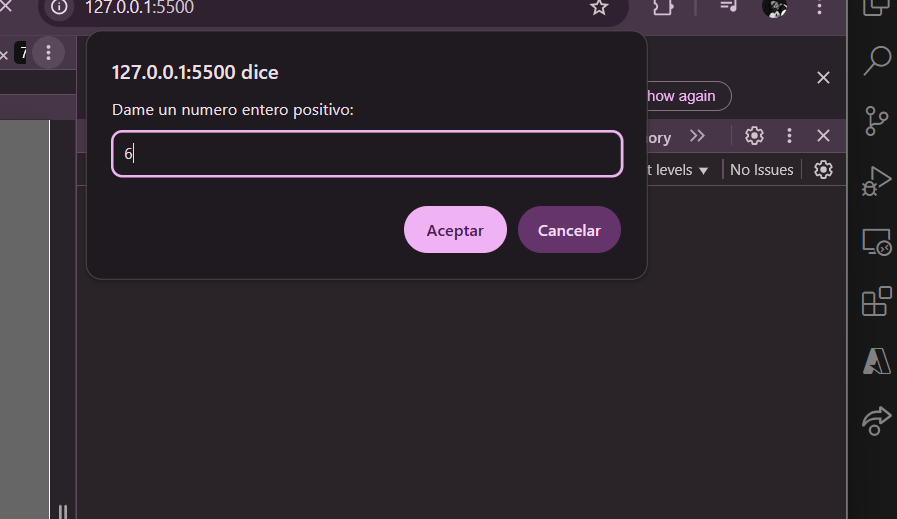 127.0.0.1:5500
7
127.0.0.1:5500 dice
Dame un numero entero positivo:
how again
6
ory
t levels
No Issues
Aceptar
Cancelar